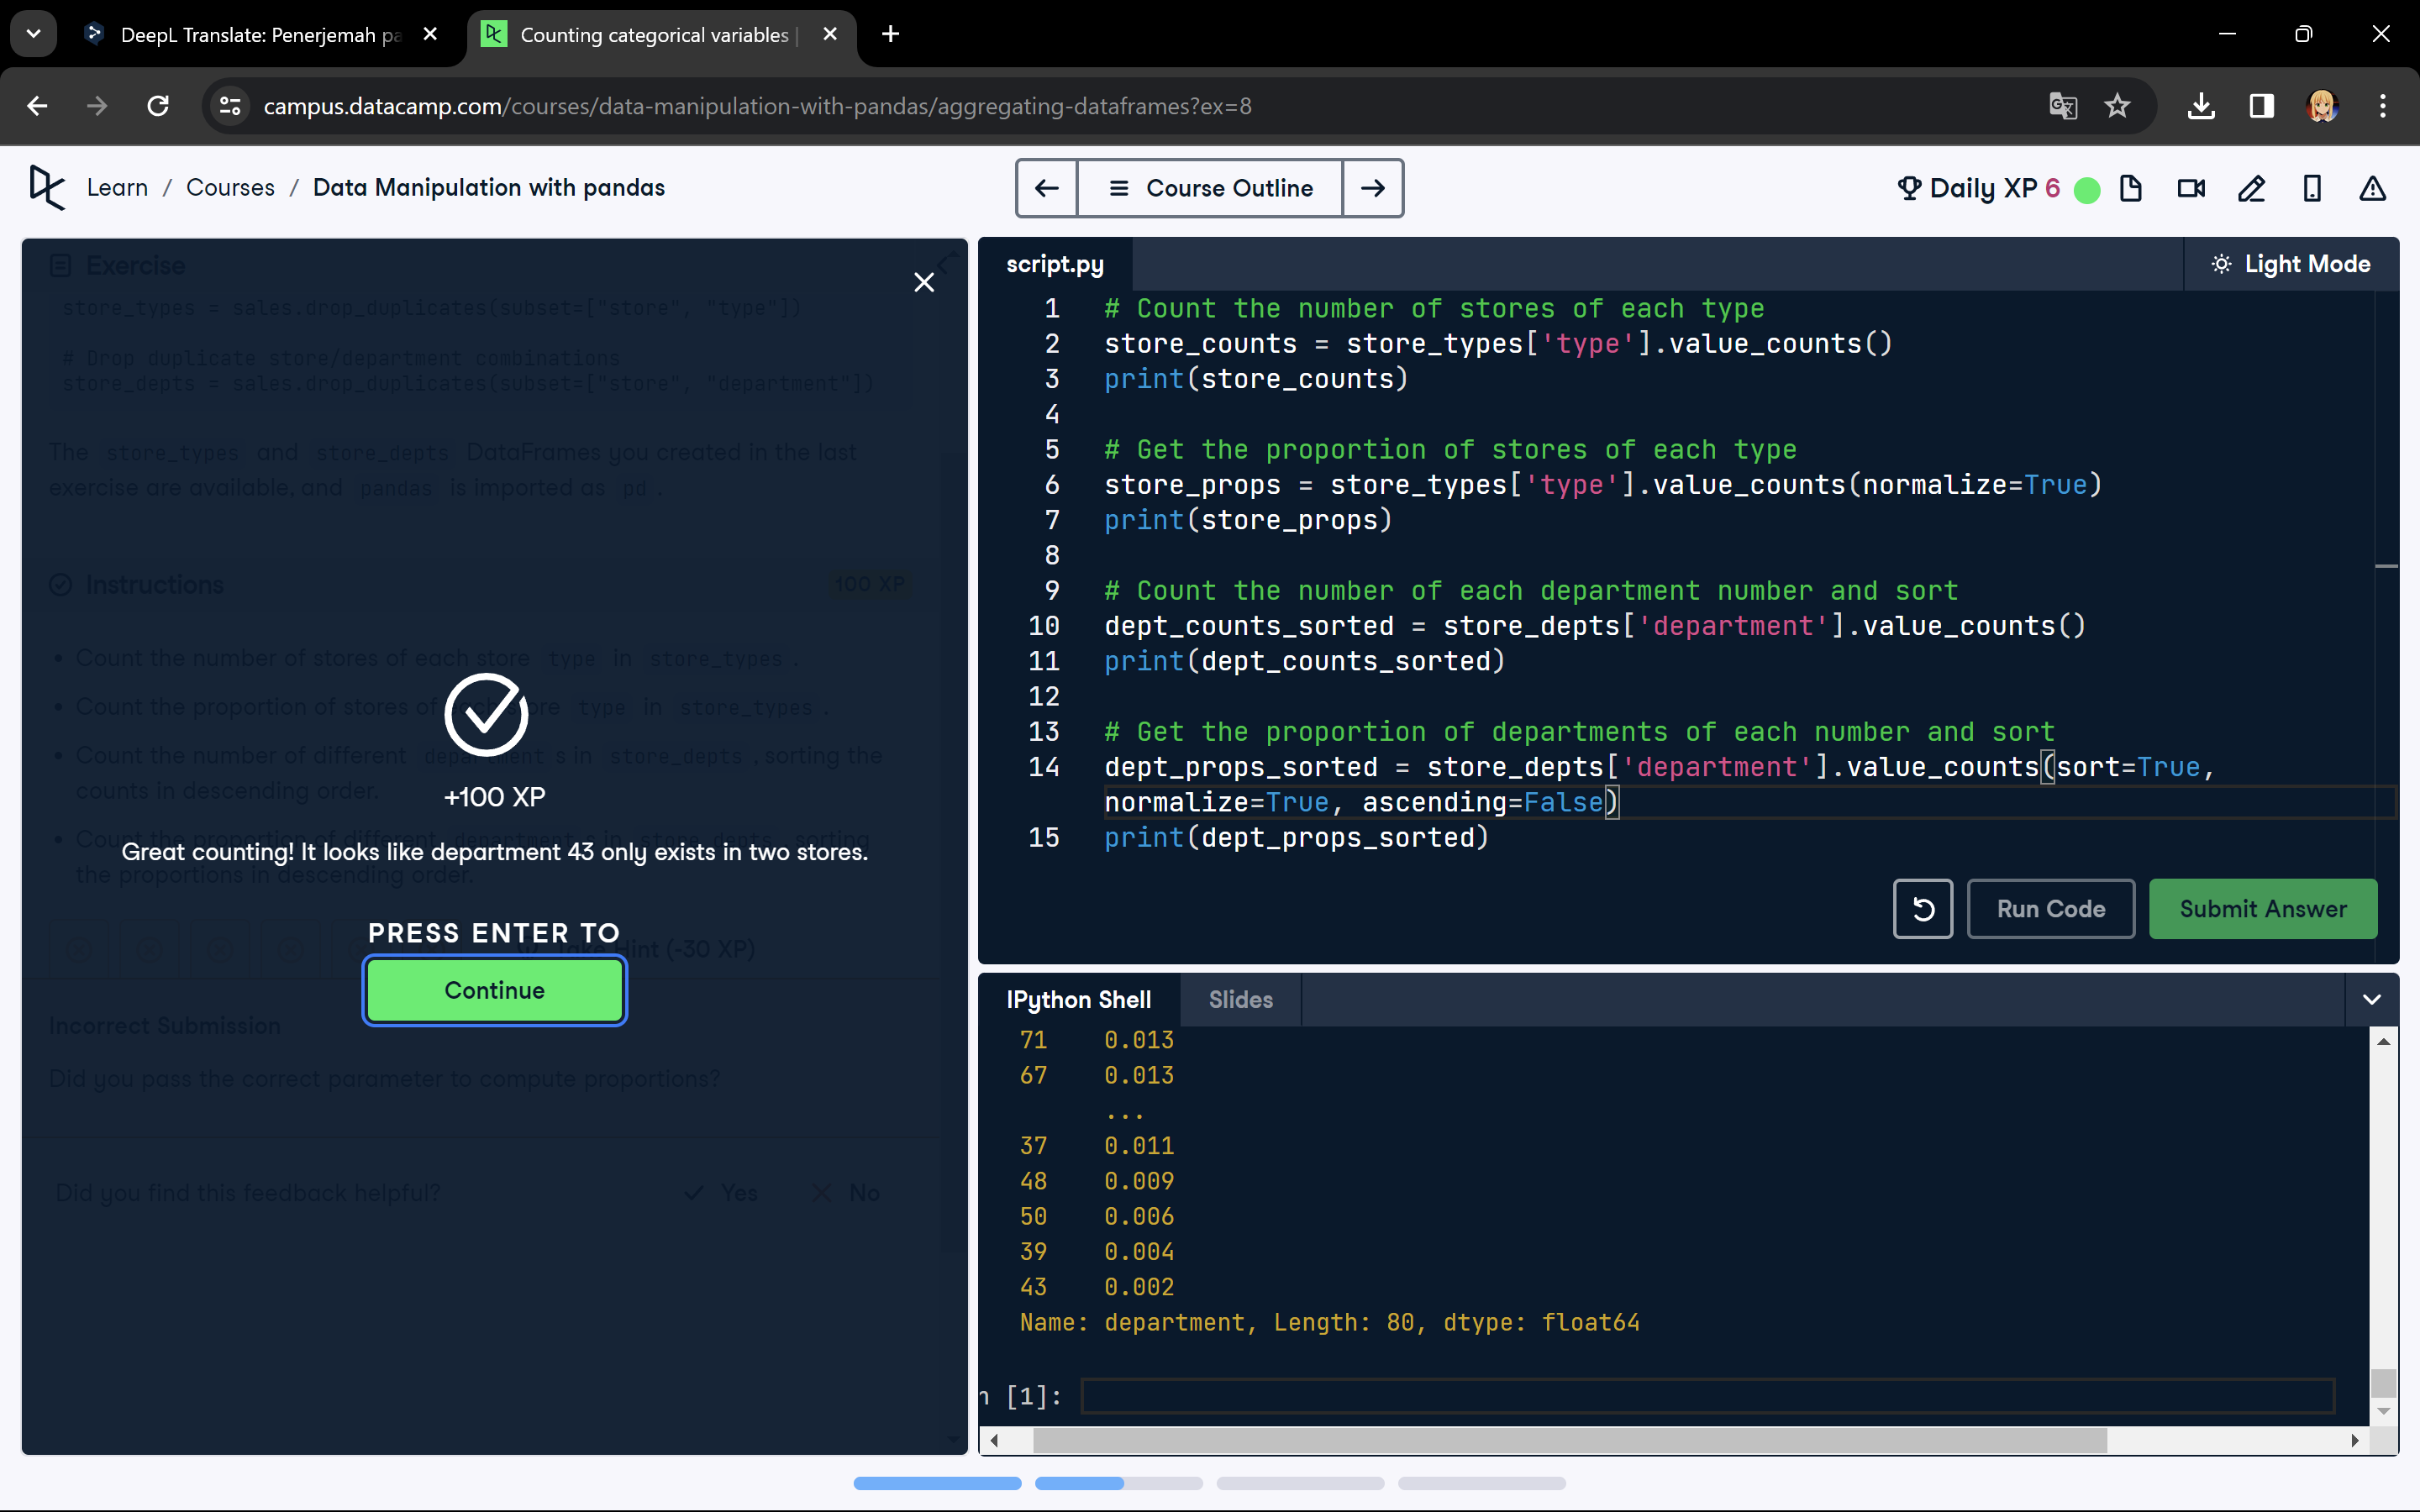 DeepL Translate: Penerjemah pa
Counting categorical variables |
campus.datacamp.com/courses/data-manipulation-with-pandas/aggregating-dataframes?ex=8
Learn / Courses / Data Manipulation with pandas
Course Outline
Daily XP 6
Exercise
store_types = sales.drop_duplicates(subset=["store", "type"])
# Drop duplicate store/department combinations
store_depts = sales.drop_duplicates(subset=["store", "department"])
The store_types and store_depts DataFrames you created in the last
exercise are available, and pandas is imported as pd.
Instructions
100 XP
• Count the number of stores of each store type in store_types.
• Count the proportion of stores of each store type in store_types.
• Count the number of different departments in store_depts, sorting the
counts in descending order.
• Count the proportion of different departments in store_depts, sorting
the proportions in descending order.
+100 XP
Great counting! It looks like department 43 only exists in two stores.
PRESS ENTER TO
Take Hint (-30 XP)
Continue
Incorrect Submission
Did you pass the correct parameter to compute proportions?
Did you find this feedback helpful?
Yes
No
script.py
Light Mode
1 # Count the number of stores of each type
2 store_counts = store_types['type'].value_counts()
3 print(store_counts)
4
5 # Get the proportion of stores of each type
6 store_props = store_types['type'].value_counts(normalize=True)
7 print(store_props)
8
9 # Count the number of each department number and sort
10 dept_counts_sorted = store_depts['department'].value_counts()
11 print(dept_counts_sorted)
12
13 # Get the proportion of departments of each number and sort
14 dept_props_sorted = store_depts['department'].value_counts(sort=True,
normalize=True, ascending=False)
15 print(dept_props_sorted)
Run Code
Submit Answer
IPython Shell
Slides
71 0.013
67 0.013
...
37 0.011
48 0.009
50 0.006
39 0.004
43 0.002
Name: department, Length: 80, dtype: float64
n [1]: